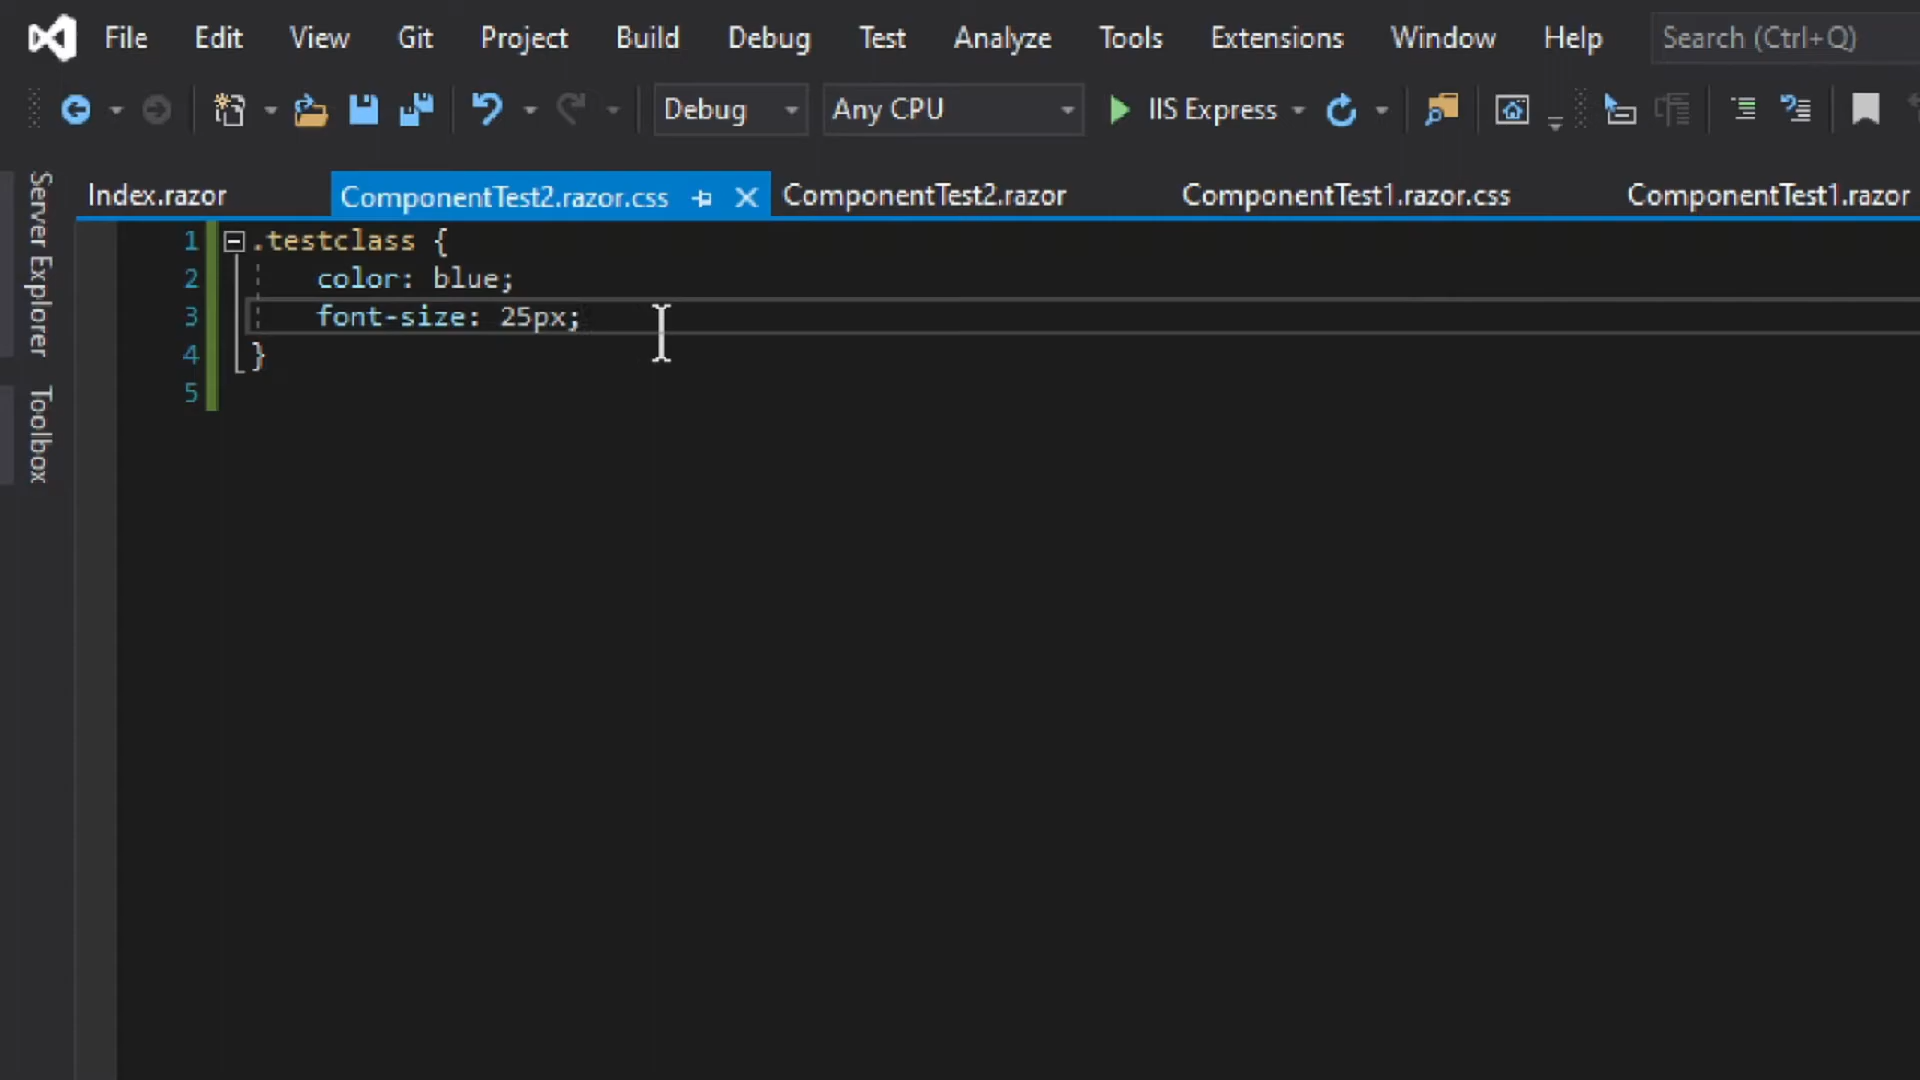 File Edit View Git Project Build Debug Test Analyze Tools Extensions Window Help Search (Ctrl+Q)
Debug Any CPU IIS Express
Server Explorer
Toolbox
Index.razor ComponentTest2.razor.css ComponentTest2.razor ComponentTest1.razor.css ComponentTest1.razor
1 .testclass {
2 color: blue;
3 font-size: 25px;
4 }
5